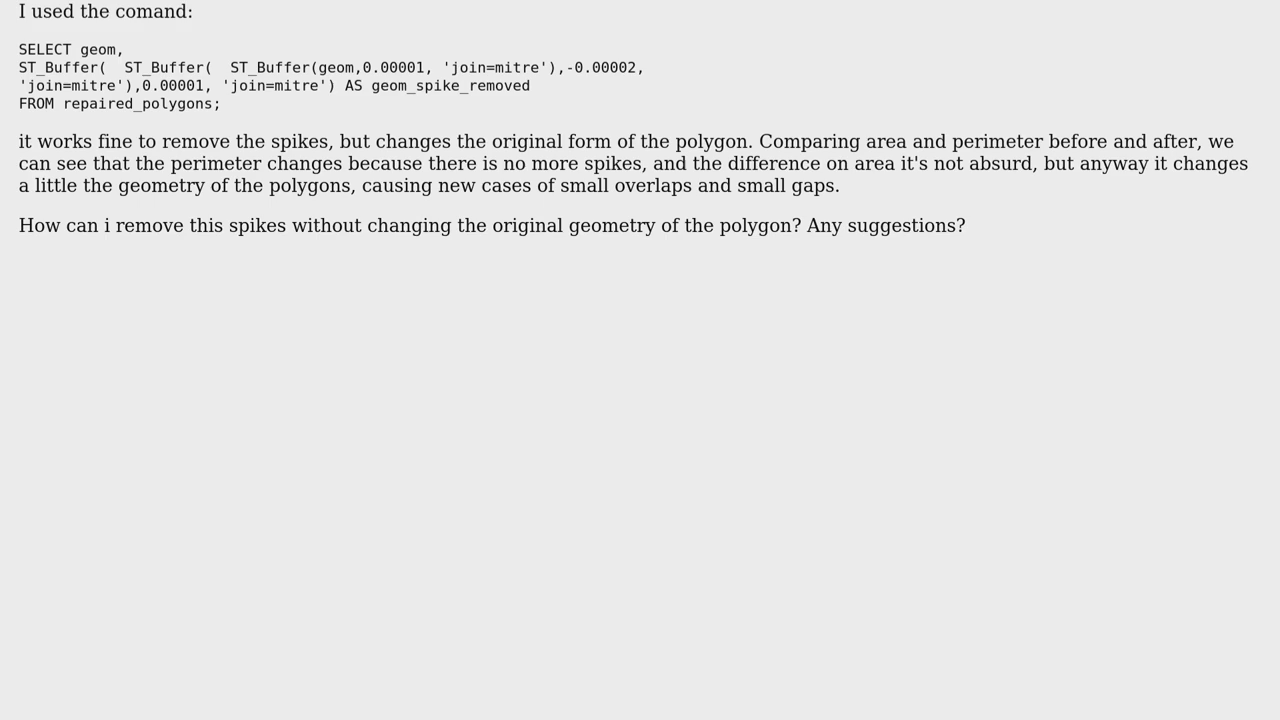 I used the comand:
SELECT geom,
ST_Buffer(  ST_Buffer(  ST_Buffer(geom,0.00001, 'join=mitre'),-0.00002,
'join=mitre'),0.00001, 'join=mitre') AS geom_spike_removed
FROM repaired_polygons;
it works fine to remove the spikes, but changes the original form of the polygon. Comparing area and perimeter before and after, we
can see that the perimeter changes because there is no more spikes, and the difference on area it's not absurd, but anyway it changes
a little the geometry of the polygons, causing new cases of small overlaps and small gaps.
How can i remove this spikes without changing the original geometry of the polygon? Any suggestions?